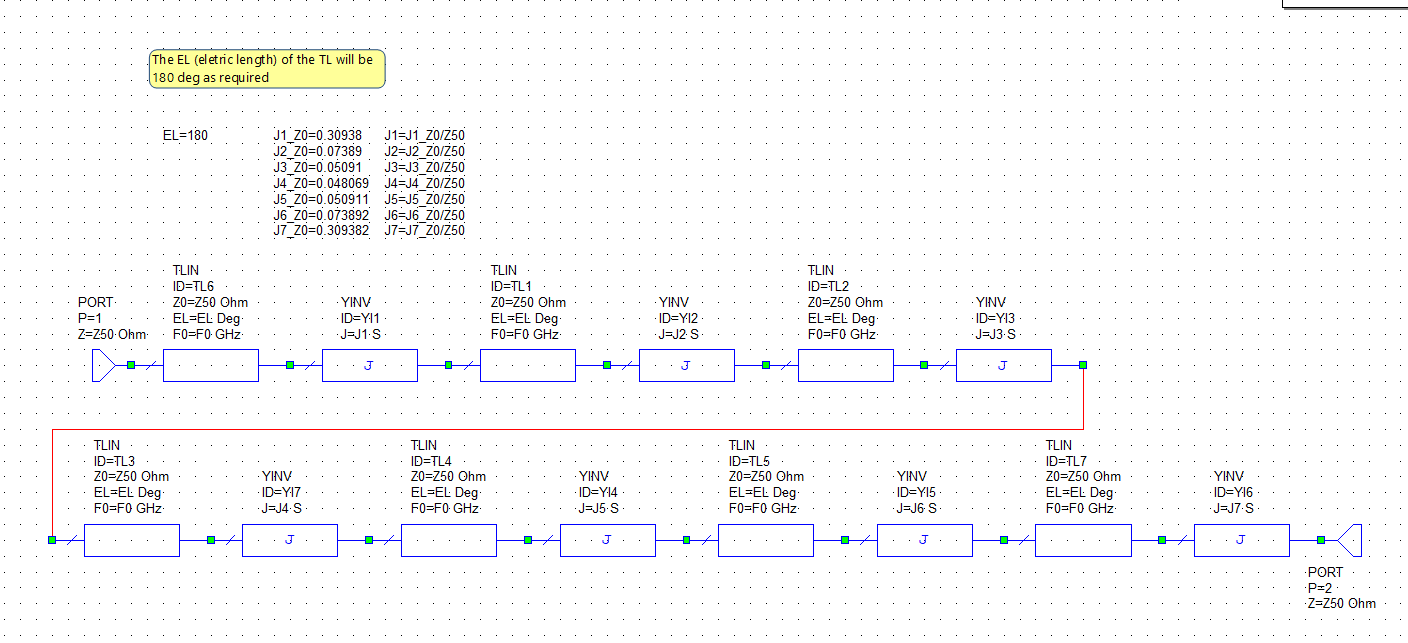 The EL (eletric length) of the TL will be
180 deg as required
EL=180
J1_Z0=0.30938
J2_Z0=0.07389
J3_Z0=0.05091
J4_Z0=0.048069
J5_Z0=0.050911
J6_Z0=0.073892
J7_Z0=0.309382
J1=J1_Z0/Z50
J2=J2_Z0/Z50
J3=J3_Z0/Z50
J4=J4_Z0/Z50
J5=J5_Z0/Z50
J6=J6_Z0/Z50
J7=J7_Z0/Z50
PORT
P=1
Z=Z50 Ohm
TLIN
ID=TL6
Z0=Z50 Ohm
EL=EL Deg
F0=F0 GHz
YINV
ID=YI1
J=J1 S
J
TLIN
ID=TL1
Z0=Z50 Ohm
EL=EL Deg
F0=F0 GHz
YINV
ID=YI2
J=J2 S
J
TLIN
ID=TL2
Z0=Z50 Ohm
EL=EL Deg
F0=F0 GHz
YINV
ID=YI3
J=J3 S
J
TLIN
ID=TL3
Z0=Z50 Ohm
EL=EL Deg
F0=F0 GHz
YINV
ID=YI7
J=J4 S
J
TLIN
ID=TL4
Z0=Z50 Ohm
EL=EL Deg
F0=F0 GHz
YINV
ID=YI4
J=J5 S
J
TLIN
ID=TL5
Z0=Z50 Ohm
EL=EL Deg
F0=F0 GHz
YINV
ID=YI5
J=J6 S
J
TLIN
ID=TL7
Z0=Z50 Ohm
EL=EL Deg
F0=F0 GHz
YINV
ID=YI6
J=J7 S
J
PORT
P=2
Z=Z50 Ohm